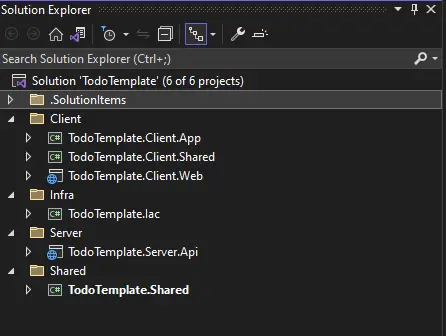 Solution Explorer
Search Solution Explorer (Ctrl+;)
Solution 'TodoTemplate' (6 of 6 projects)
.SolutionItems
Client
C# TodoTemplate.Client.App
C# TodoTemplate.Client.Shared
TodoTemplate.Client.Web
Infra
C# TodoTemplate.Iac
Server
TodoTemplate.Server.Api
Shared
C# TodoTemplate.Shared